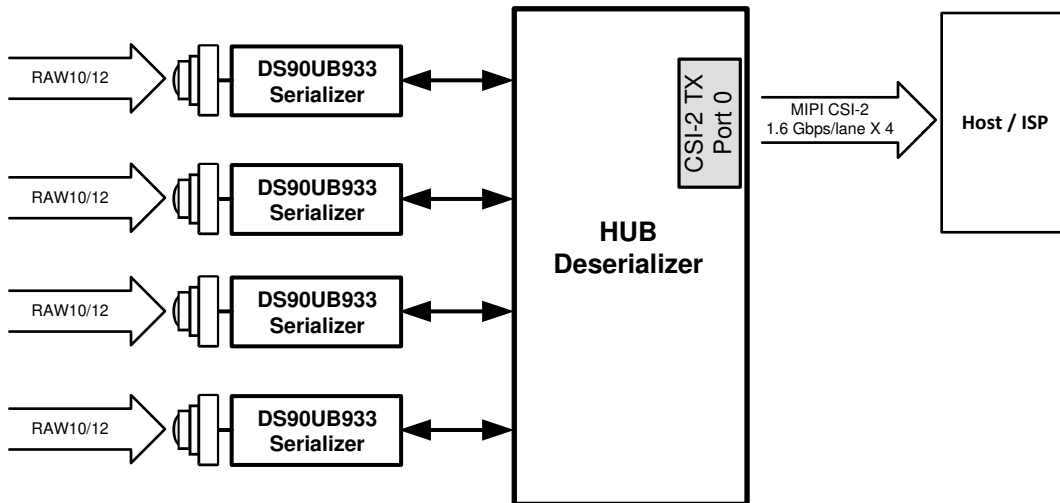 RAW10/12
DS90UB933
Serializer
RAW10/12
DS90UB933
Serializer
RAW10/12
DS90UB933
Serializer
RAW10/12
DS90UB933
Serializer
HUB
Deserializer
CSI-2 TX
Port 0
MIPI CSI-2
1.6 Gbps/lane X 4
Host / ISP